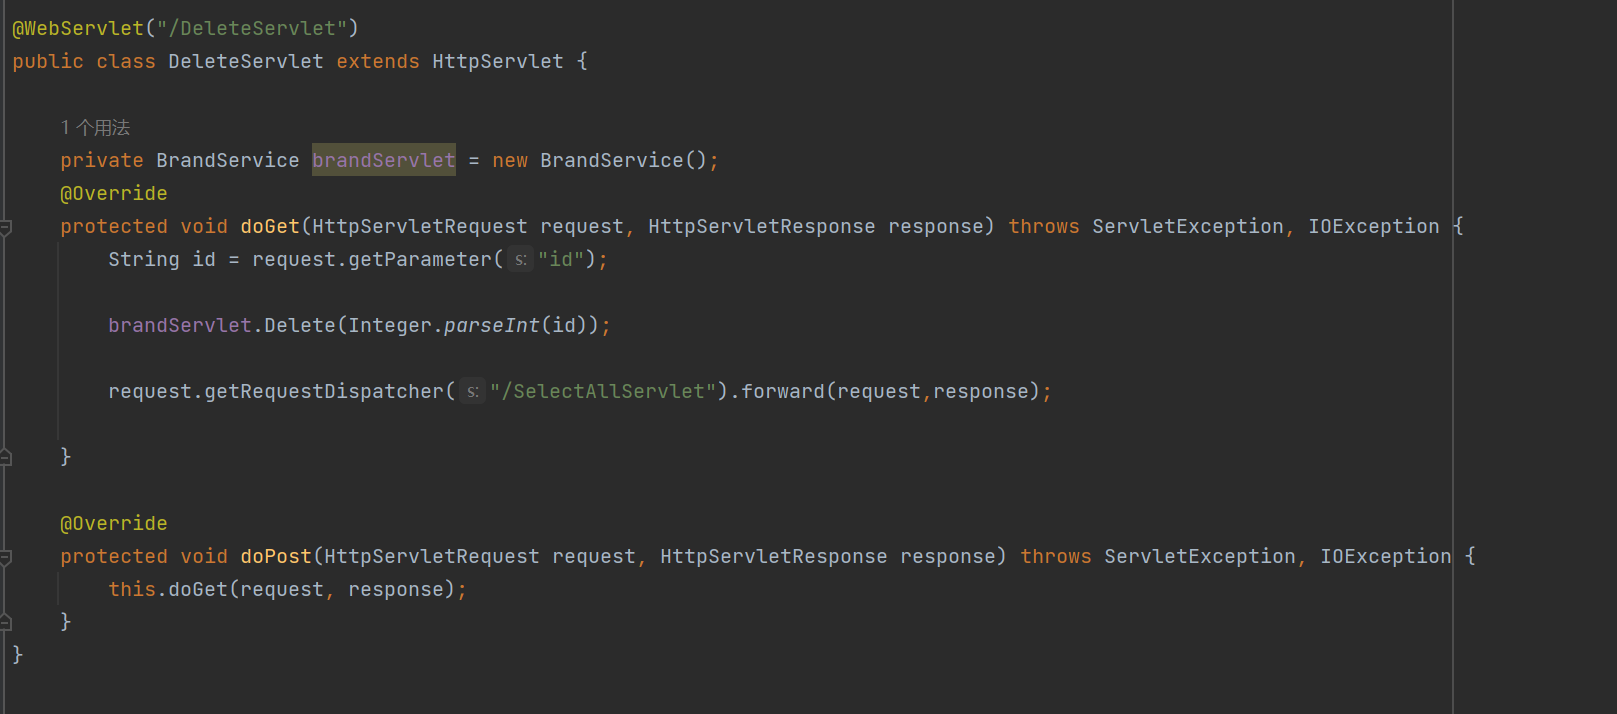 @WebServlet("/DeleteServlet")
public class DeleteServlet extends HttpServlet {
1 个用法
private BrandService brandServlet = new BrandService();
@Override
protected void doGet(HttpServletRequest request, HttpServletResponse response) throws ServletException, IOException {
String id = request.getParameter( s: "id");
brandServlet.Delete(Integer.parseInt(id));
request.getRequestDispatcher( s: "/SelectAllServlet").forward(request,response);
}
@Override
protected void doPost(HttpServletRequest request, HttpServletResponse response) throws ServletException, IOException {
this.doGet(request, response);
}
}